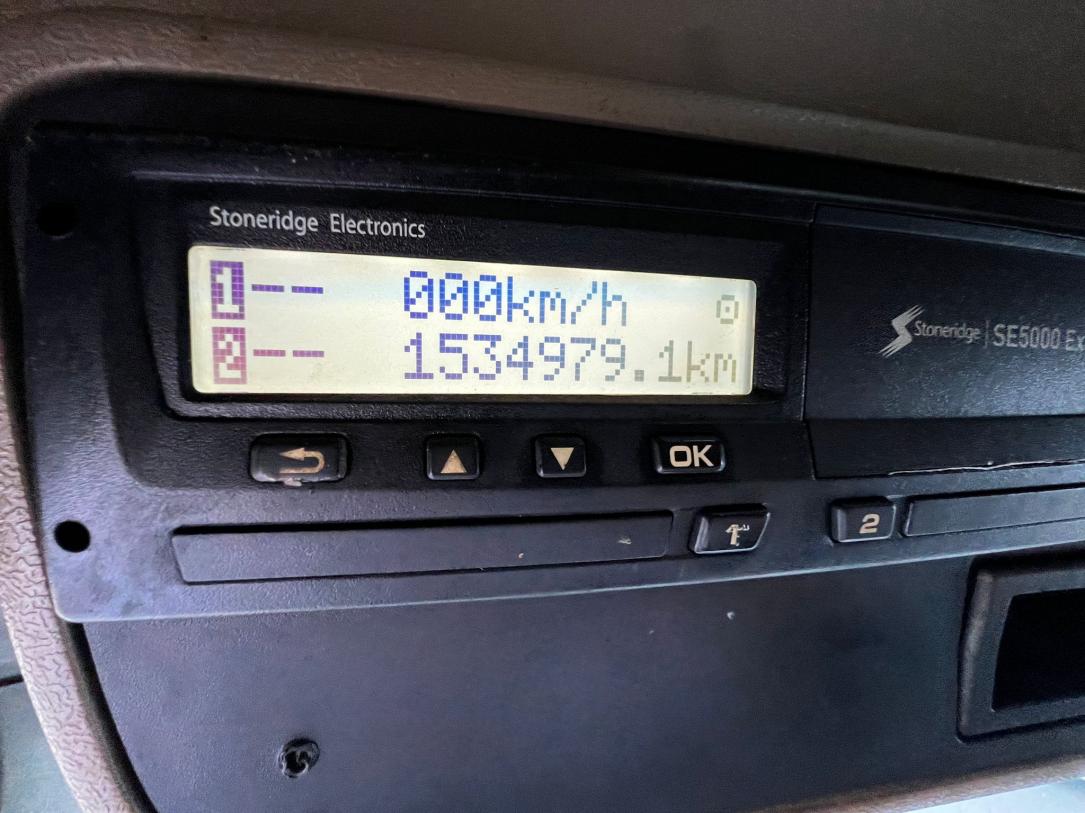 Stoneridge Electronics
1-- 000km/h
2-- 1534979.1km
Stoneridge | SE5000 Ex
OK
2